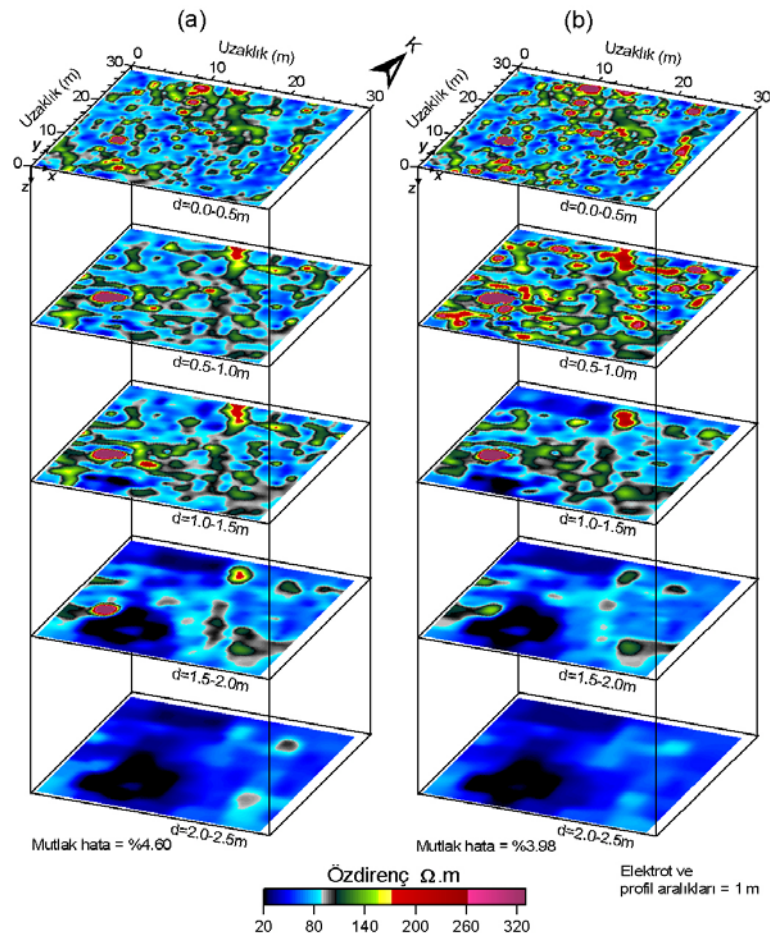 (a)
(b)
Uzaklık (m)
0
10
20
30
Uzaklık (m)
30
20
10
0
y
x
z
K
Uzaklık (m)
0
10
20
30
Uzaklık (m)
30
20
10
0
y
x
z
d=0.0-0.5m
d=0.0-0.5m
d=0.5-1.0m
d=0.5-1.0m
d=1.0-1.5m
d=1.0-1.5m
d=1.5-2.0m
d=1.5-2.0m
d=2.0-2.5m
d=2.0-2.5m
Mutlak hata = %4.60
Mutlak hata = %3.98
Özdirenç Ω.m
20 80 140 200 260 320
Elektrot ve
profil aralıkları = 1 m